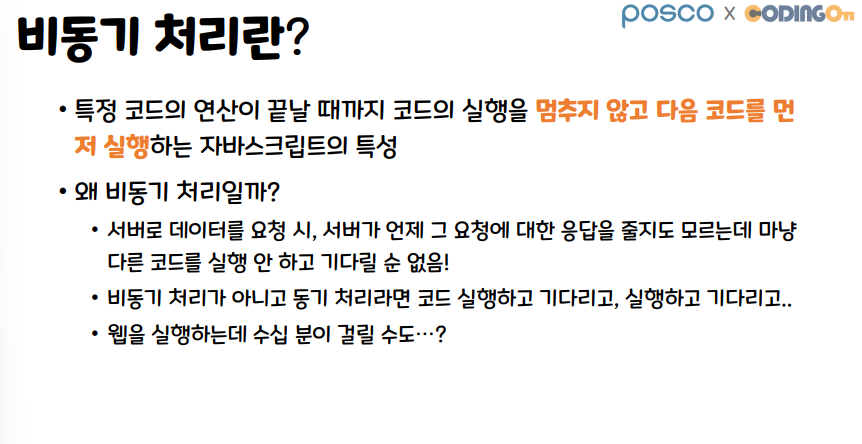 비동기 처리란?
posco x CODINGOn
• 특정 코드의 연산이 끝날 때까지 코드의 실행을 멈추지 않고 다음 코드를 먼
저 실행하는 자바스크립트의 특성
• 왜 비동기 처리일까?
• 서버로 데이터를 요청 시, 서버가 언제 그 요청에 대한 응답을 줄지도 모르는데 마냥
다른 코드를 실행 안 하고 기다릴 순 없음!
• 비동기 처리가 아니고 동기 처리라면 코드 실행하고 기다리고, 실행하고 기다리고..
• 웹을 실행하는데 수십 분이 걸릴 수도…?